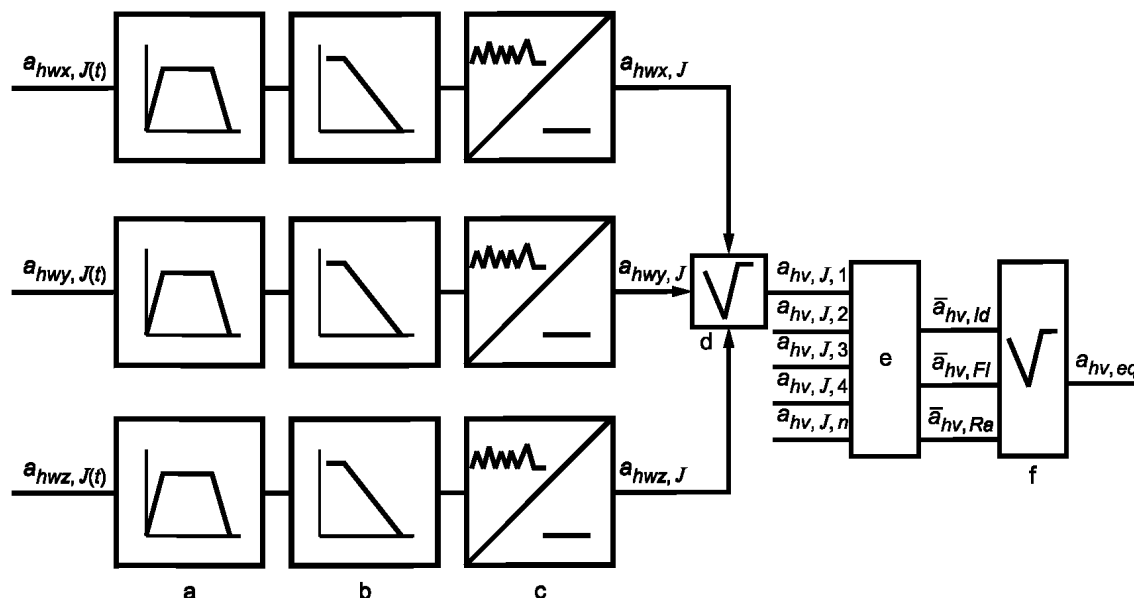 a_hwx, J(t)
a_hwx, J
a_hwy, J(t)
a_hwy, J
d
a_hv, J, 1
a_hv, J, 2
a_hv, J, 3
a_hv, J, 4
a_hv, J, n
e
ā_hv, Id
ā_hv, Fl
ā_hv, Ra
f
a_hv, eq
a_hwz, J(t)
a_hwz, J
a
b
c